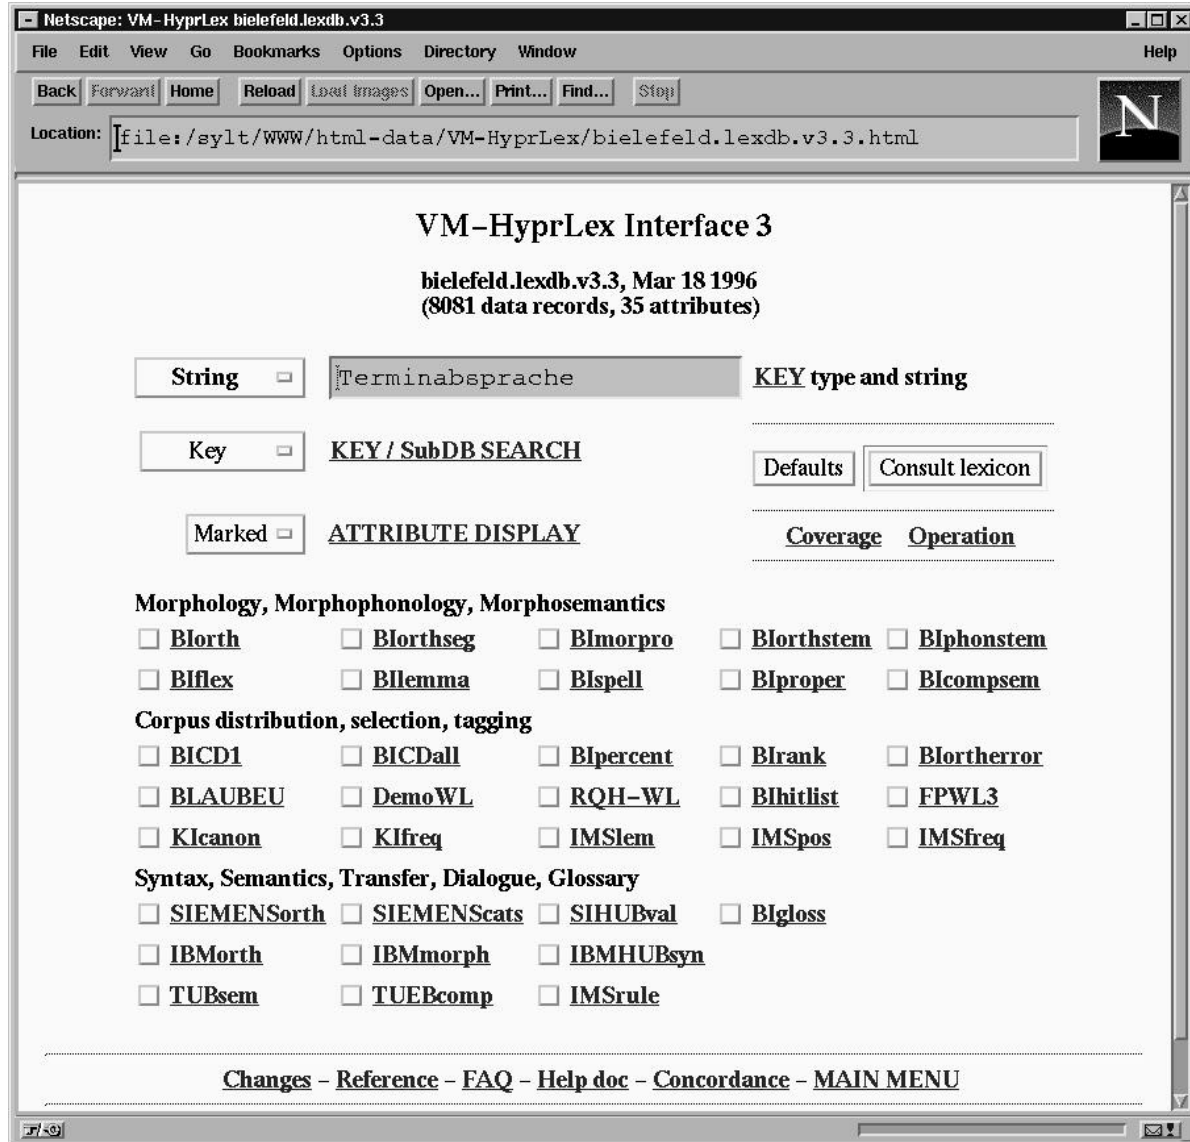 Netscape: VM-HyprLex bielefeld.lexdb.v3.3
File Edit View Go Bookmarks Options Directory Window Help
Back Forward Home Reload Load Images Open... Print... Find... Stop
N
Location: file:/sylt/WWW/html-data/VM-HyprLex/bielefeld.lexdb.v3.3.html
VM-HyprLex Interface 3
bielefeld.lexdb.v3.3, Mar 18 1996
(8081 data records, 35 attributes)
String Terminabsprache KEY type and string
Key KEY / SubDB SEARCH Defaults Consult lexicon
Marked ATTRIBUTE DISPLAY Coverage Operation
Morphology, Morphophonology, Morphosemantics
BIorth BIorthseg BImorpro BIorthstem BIphonstem
BIflex BIlemma BIspell BIproper BIcompsem
Corpus distribution, selection, tagging
BICD1 BICDall BIpercent BIrank BIortherror
BLAUBEU DemoWL RQH-WL BIhitlist FPWL3
KIcanon KIfreq IMSlem IMSpos IMSfreq
Syntax, Semantics, Transfer, Dialogue, Glossary
SIEMENSorth SIEMENScats SIHUBval BIgloss
IBMorth IBMmorph IBMHUBsyn
TUBsem TUEBcomp IMSrule
Changes - Reference - FAQ - Help doc - Concordance - MAIN MENU